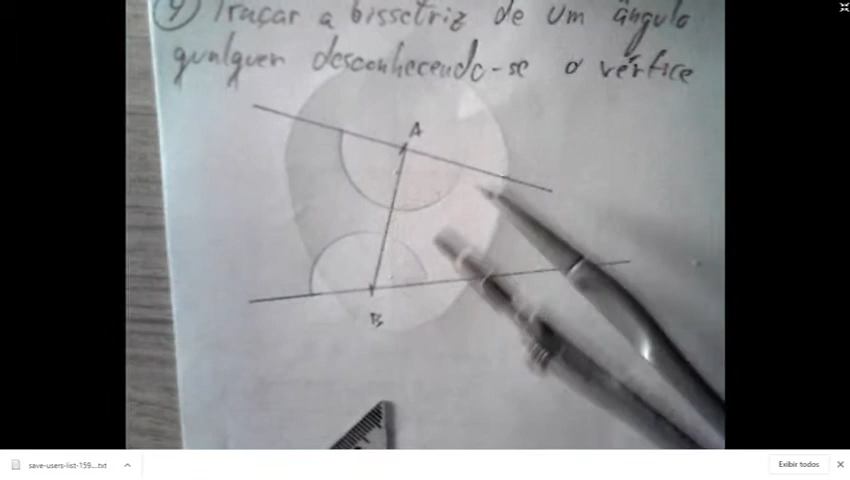 9) Traçar a bissetriz de um ângulo
qualquer desconhecendo-se o vértice
A
B
save-users-list-159....txt
Exibir todos